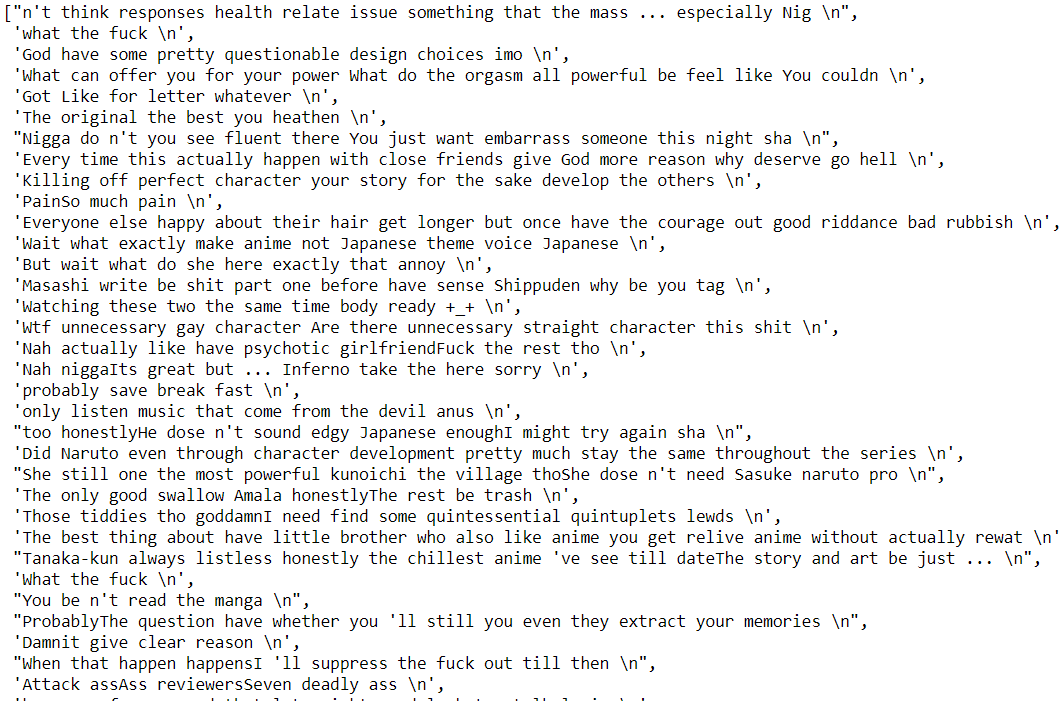 ["n't think responses health relate issue something that the mass ... especially Nig \n",
'what the fuck \n',
'God have some pretty questionable design choices imo \n',
'What can offer you for your power What do the orgasm all powerful be feel like You couldn \n',
'Got Like for letter whatever \n',
'The original the best you heathen \n',
"Nigga do n't you see fluent there You just want embarrass someone this night sha \n",
'Every time this actually happen with close friends give God more reason why deserve go hell \n',
'Killing off perfect character your story for the sake develop the others \n',
'PainSo much pain \n',
'Everyone else happy about their hair get longer but once have the courage out good riddance bad rubbish \n',
'Wait what exactly make anime not Japanese theme voice Japanese \n',
'But wait what do she here exactly that annoy \n',
'Masashi write be shit part one before have sense Shippuden why be you tag \n',
'Watching these two the same time body ready +_+ \n',
'Wtf unnecessary gay character Are there unnecessary straight character this shit \n',
'Nah actually like have psychotic girlfriendFuck the rest tho \n',
'Nah niggaIts great but ... Inferno take the here sorry \n',
'probably save break fast \n',
'only listen music that come from the devil anus \n',
"too honestlyHe dose n't sound edgy Japanese enoughI might try again sha \n",
'Did Naruto even through character development pretty much stay the same throughout the series \n',
"She still one the most powerful kunoichi the village thoShe dose n't need Sasuke naruto pro \n",
'The only good swallow Amala honestlyThe rest be trash \n',
'Those tiddies tho goddamnI need find some quintessential quintuplets lewds \n',
'The best thing about have little brother who also like anime you get relive anime without actually rewat \n'
"Tanaka-kun always listless honestly the chillest anime 've see till dateThe story and art be just ... \n",
'What the fuck \n',
"You be n't read the manga \n",
"ProbablyThe question have whether you 'll still you even they extract your memories \n",
'Damnit give clear reason \n',
"When that happen happensI 'll suppress the fuck out till then \n",
'Attack assAss reviewersSeven deadly ass \n',